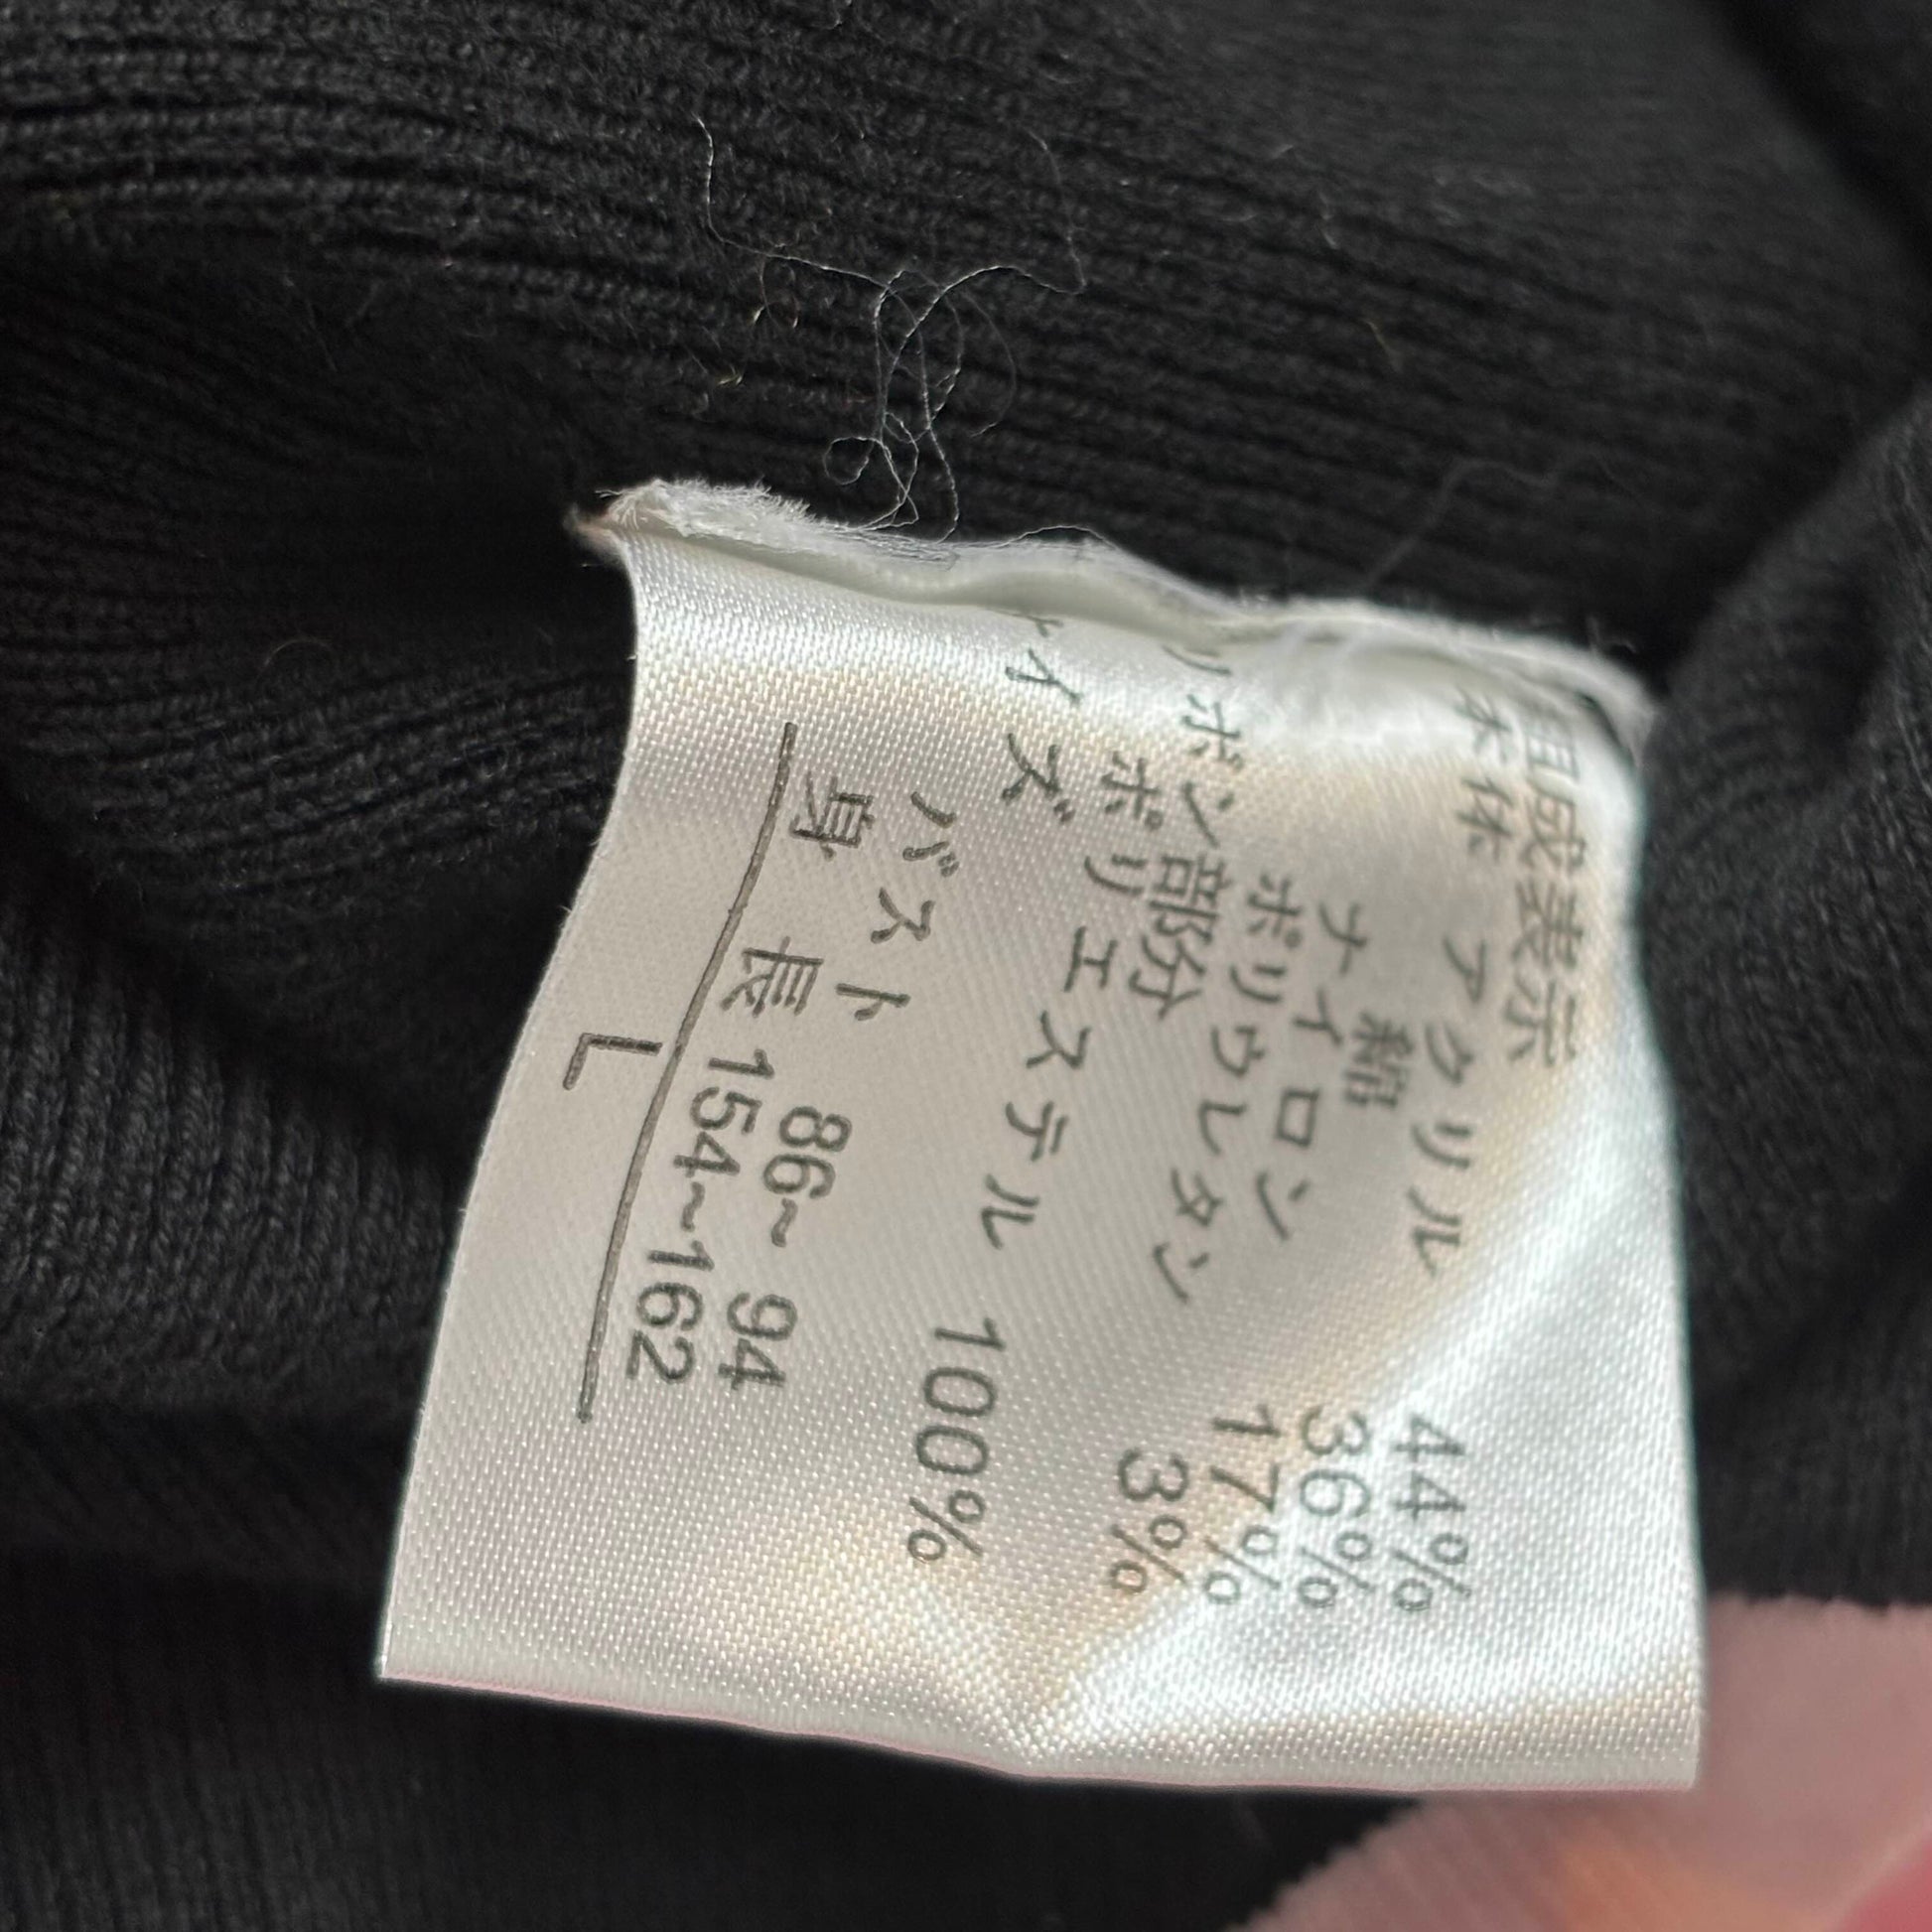 組成表示
本体 アクリル 44%
綿 36%
ナイロン 17%
ポリウレタン 3%
リボン部分
ポリエステル 100%
サイズ
バスト 86~ 94
身 長 154~162
L